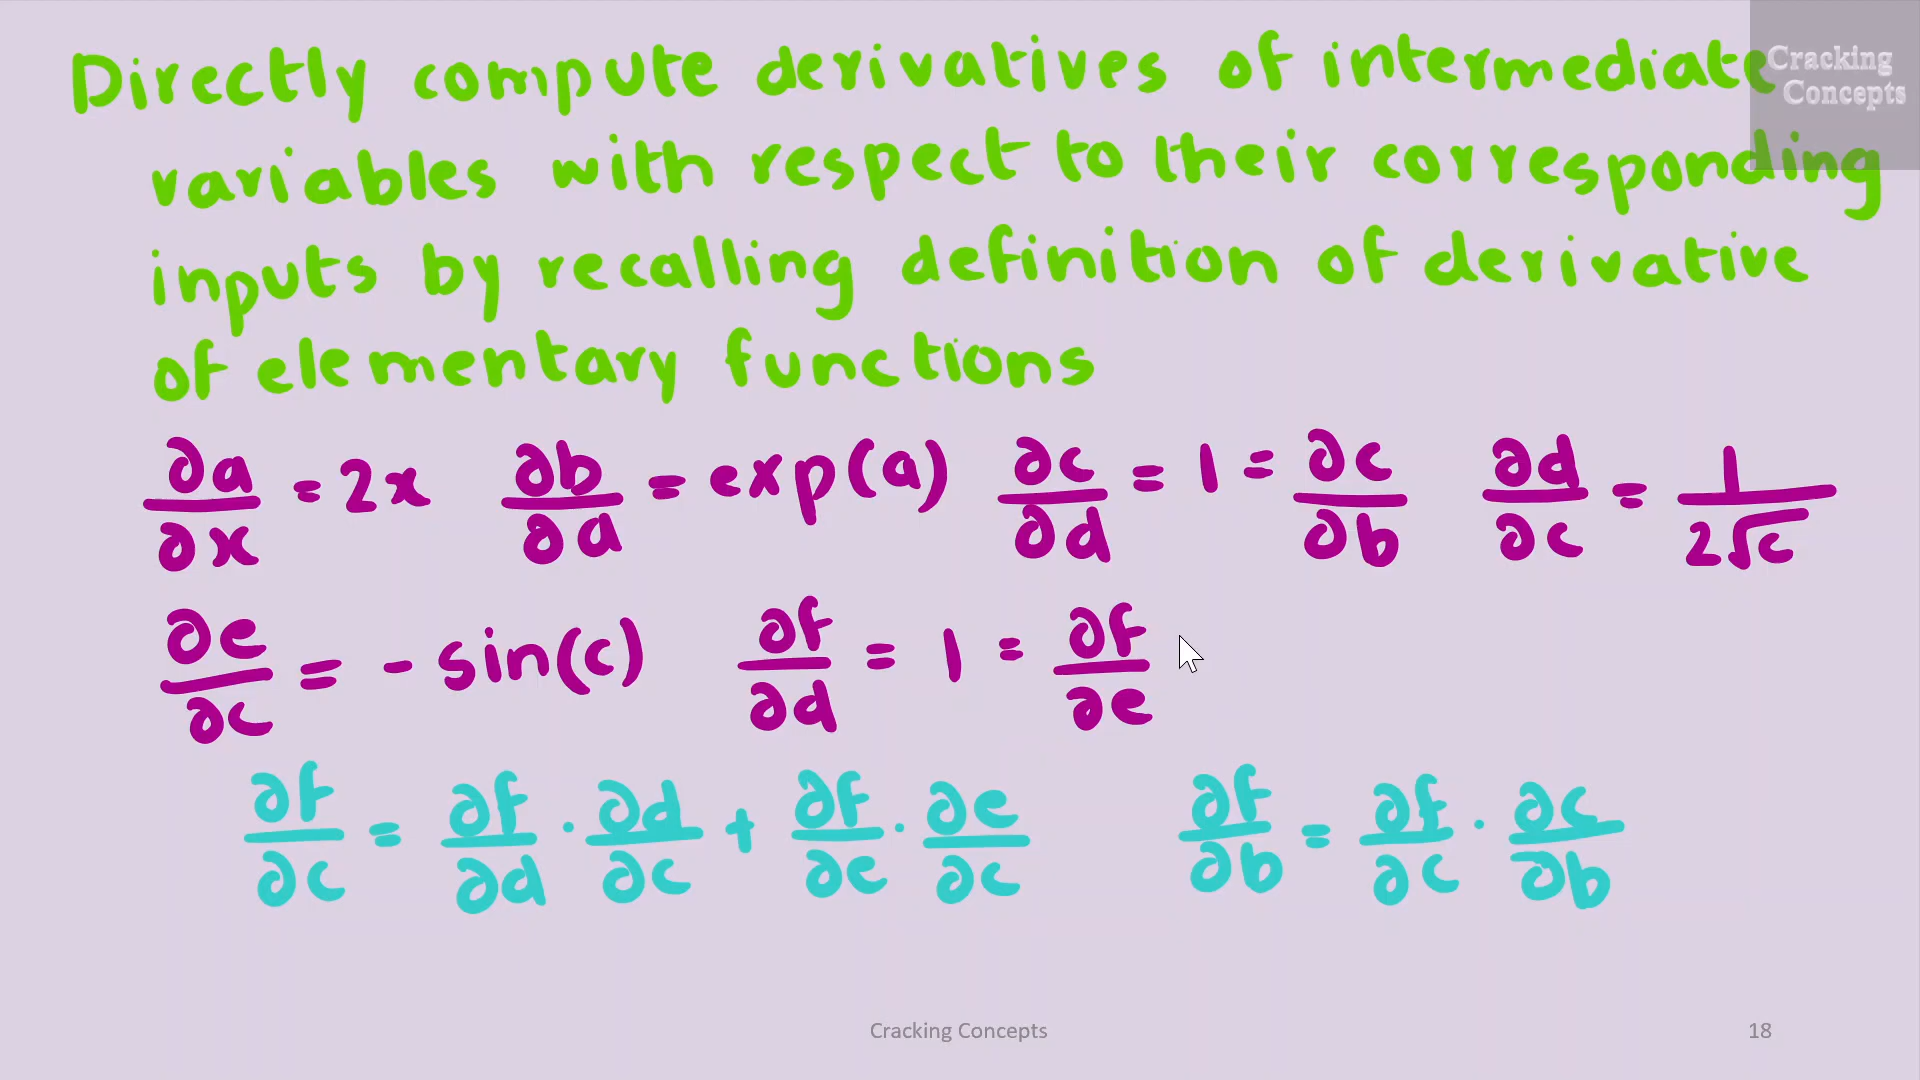 Directly compute derivatives of intermediate
variables with respect to their corresponding
inputs by recalling definition of derivative
of elementary functions
∂a/∂x = 2x ∂b/∂a = exp(a) ∂c/∂d = 1 = ∂c/∂b ∂d/∂c = 1/2√c
∂e/∂c = - sin(c) ∂f/∂d = 1 = ∂f/∂e
∂f/∂c = ∂f/∂d · ∂d/∂c + ∂f/∂e · ∂e/∂c ∂f/∂b = ∂f/∂c · ∂c/∂b
Cracking
Concepts
Cracking Concepts
18